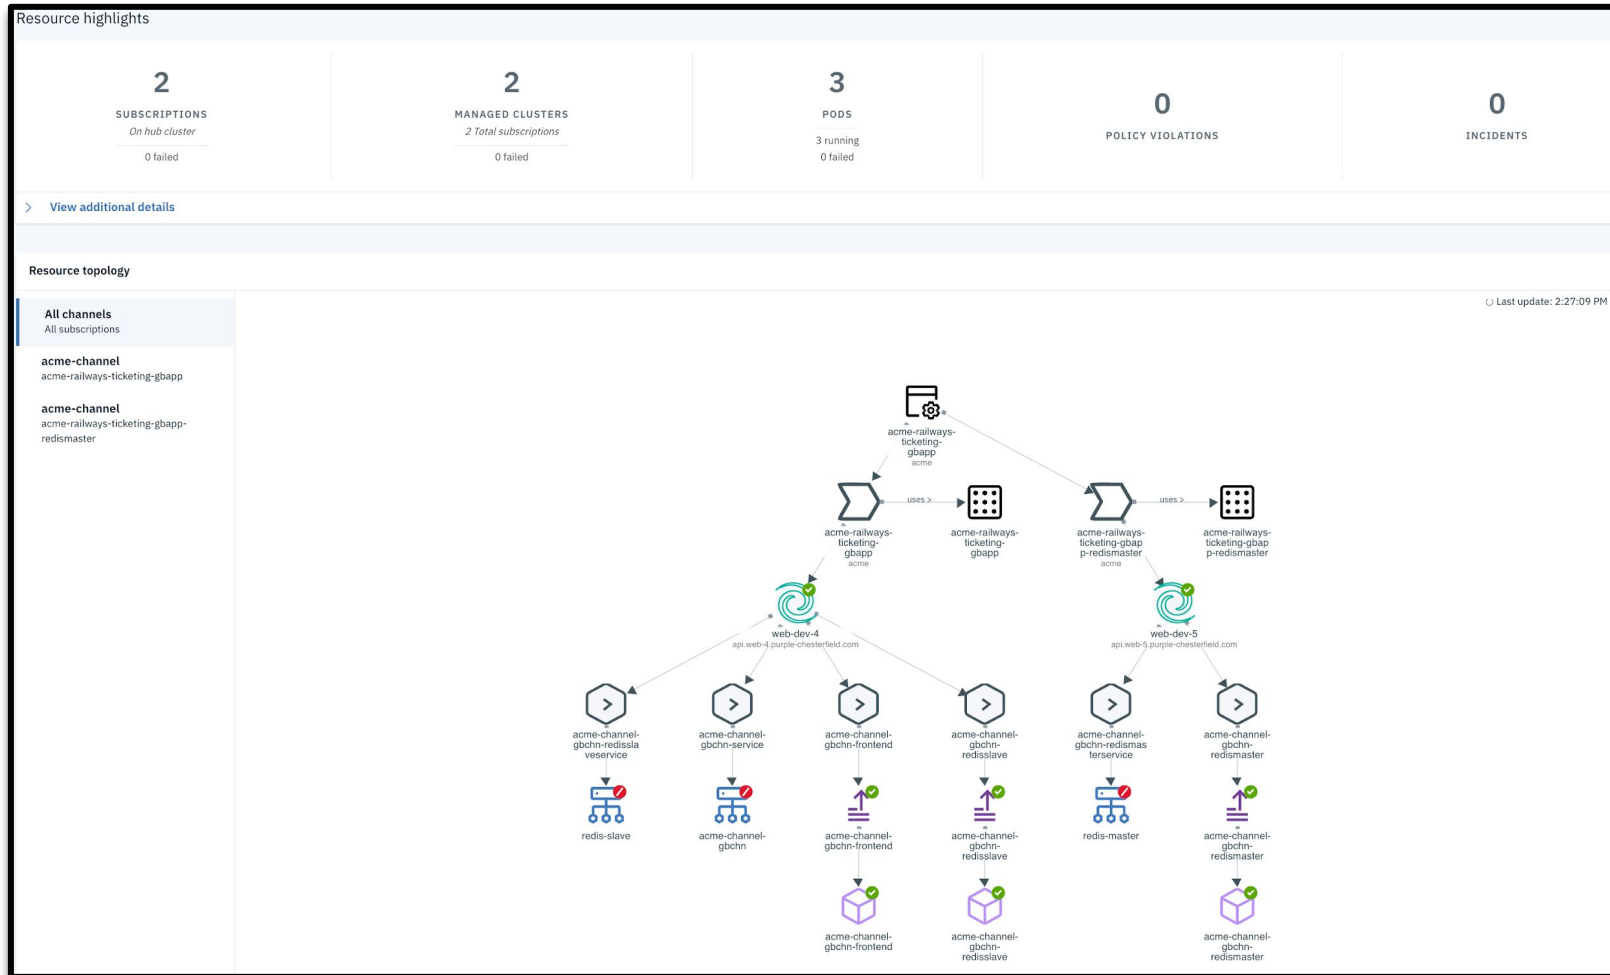 Resource highlights
2
SUBSCRIPTIONS
On hub cluster
0 failed
2
MANAGED CLUSTERS
2 Total subscriptions
0 failed
3
PODS
3 running
0 failed
0
POLICY VIOLATIONS
0
INCIDENTS
View additional details
Resource topology
All channels
All subscriptions
acme-channel
acme-railways-ticketing-gbapp
acme-channel
acme-railways-ticketing-gbapp-
redismaster
Last update: 2:27:09 PM
acme-railways-
ticketing-
gbapp
acme
uses >
uses >
acme-railways-
ticketing-
gbapp
acme
acme-railways-
ticketing-
gbapp
acme-railways-
ticketing-gbap
p-redismaster
acme
acme-railways-
ticketing-gbap
p-redismaster
web-dev-4
api.web-4.purple-chesterfield.com
web-dev-5
api.web-5.purple-chesterfield.com
acme-channel-
gbchn-redissla
veservice
acme-channel-
gbchn-service
acme-channel-
gbchn-frontend
acme-channel-
gbchn-
redisslave
acme-channel-
gbchn-redismas
terservice
acme-channel-
gbchn-
redismaster
redis-slave
acme-channel-
gbchn
acme-channel-
gbchn-frontend
acme-channel-
gbchn-
redisslave
redis-master
acme-channel-
gbchn-
redismaster
acme-channel-
gbchn-frontend
acme-channel-
gbchn-
redisslave
acme-channel-
gbchn-
redismaster